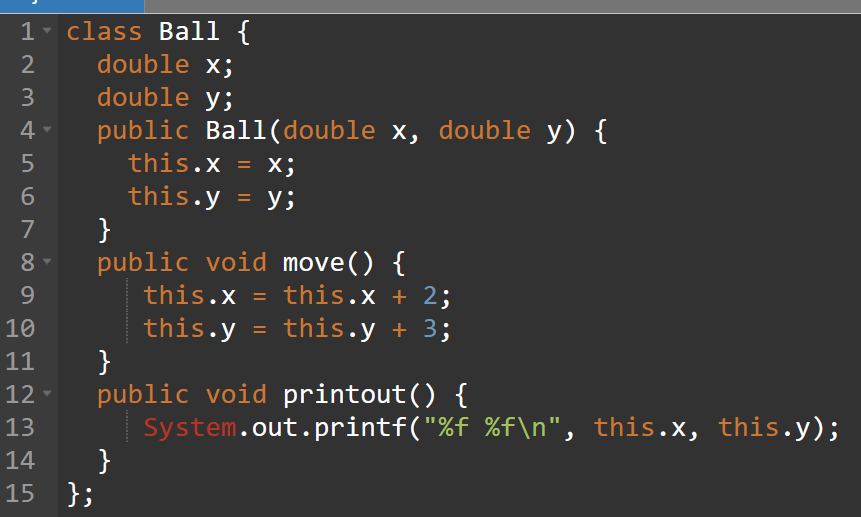 1 class Ball {
2   double x;
3   double y;
4   public Ball(double x, double y) {
5     this.x = x;
6     this.y = y;
7   }
8   public void move() {
9      this.x = this.x + 2;
10      this.y = this.y + 3;
11   }
12   public void printout() {
13      System.out.printf("%f %f\n", this.x, this.y);
14   }
15 };